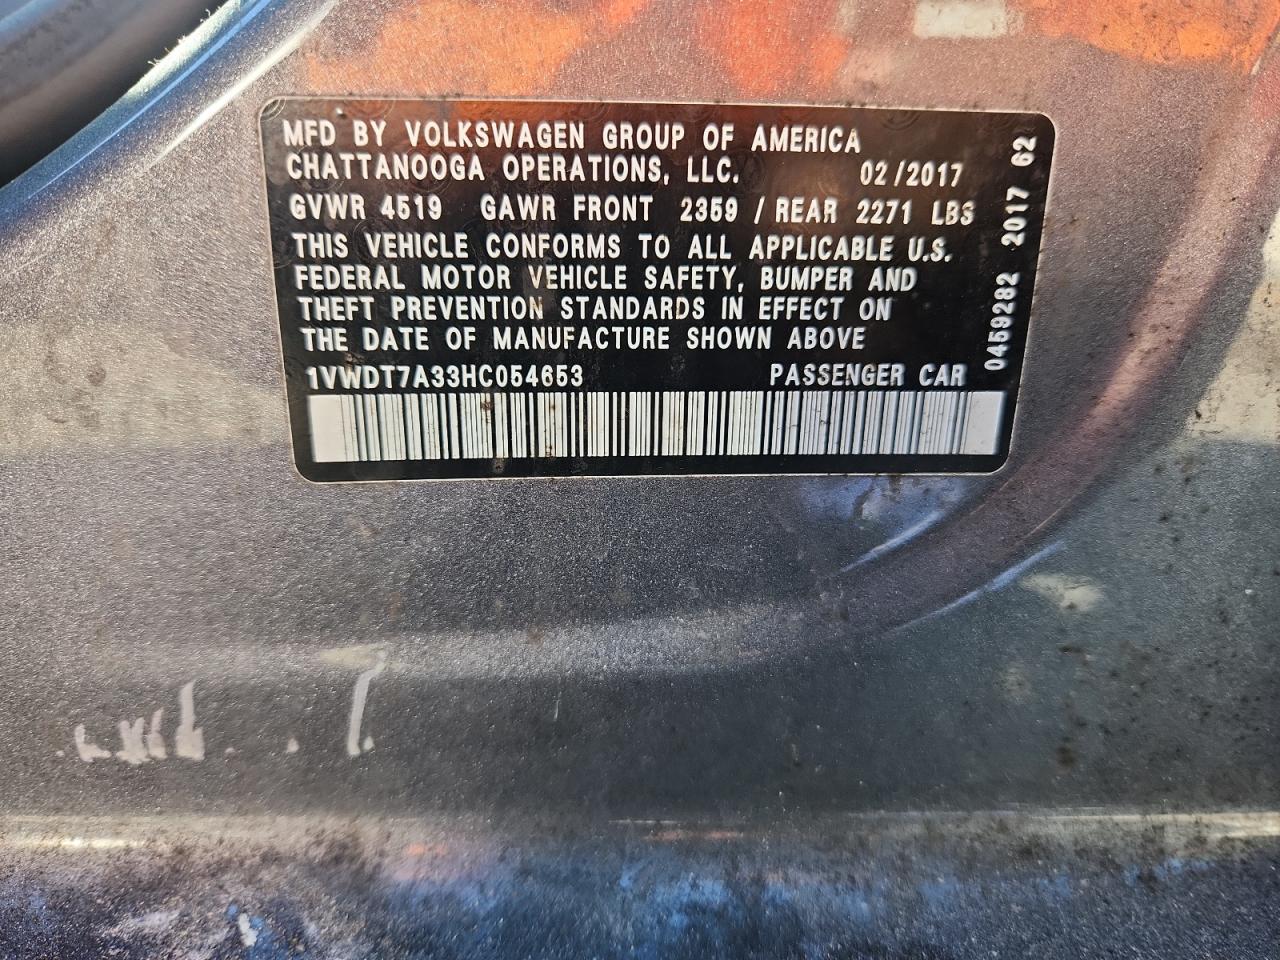 MFD BY VOLKSWAGEN GROUP OF AMERICA
CHATTANOOGA OPERATIONS, LLC. 02/2017
GVWR 4519 GAWR FRONT 2359 / REAR 2271 LBS
THIS VEHICLE CONFORMS TO ALL APPLICABLE U.S.
FEDERAL MOTOR VEHICLE SAFETY, BUMPER AND
THEFT PREVENTION STANDARDS IN EFFECT ON
THE DATE OF MANUFACTURE SHOWN ABOVE
1VWDT7A33HC054653 PASSENGER CAR
0459282 2017 62